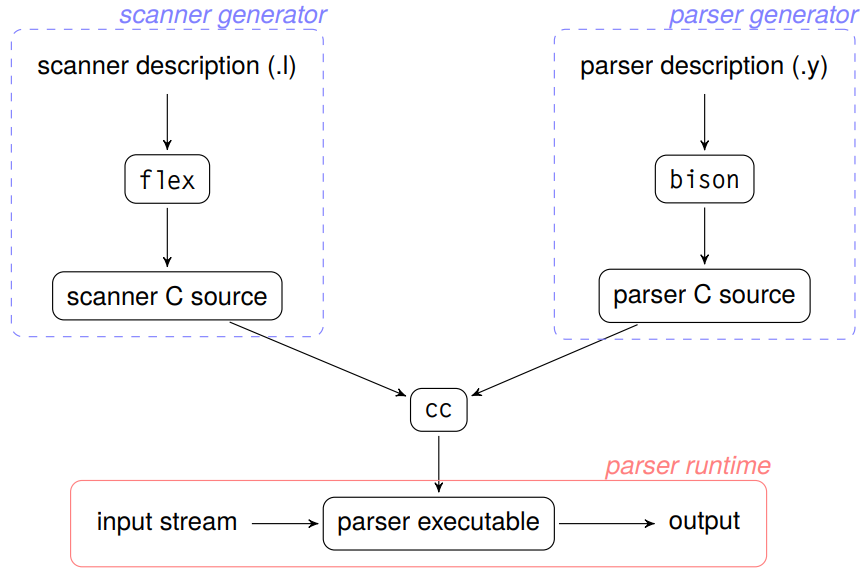 scanner generator
parser generator
scanner description (.l)
parser description (.y)
flex
bison
scanner C source
parser C source
cc
parser runtime
input stream
parser executable
output